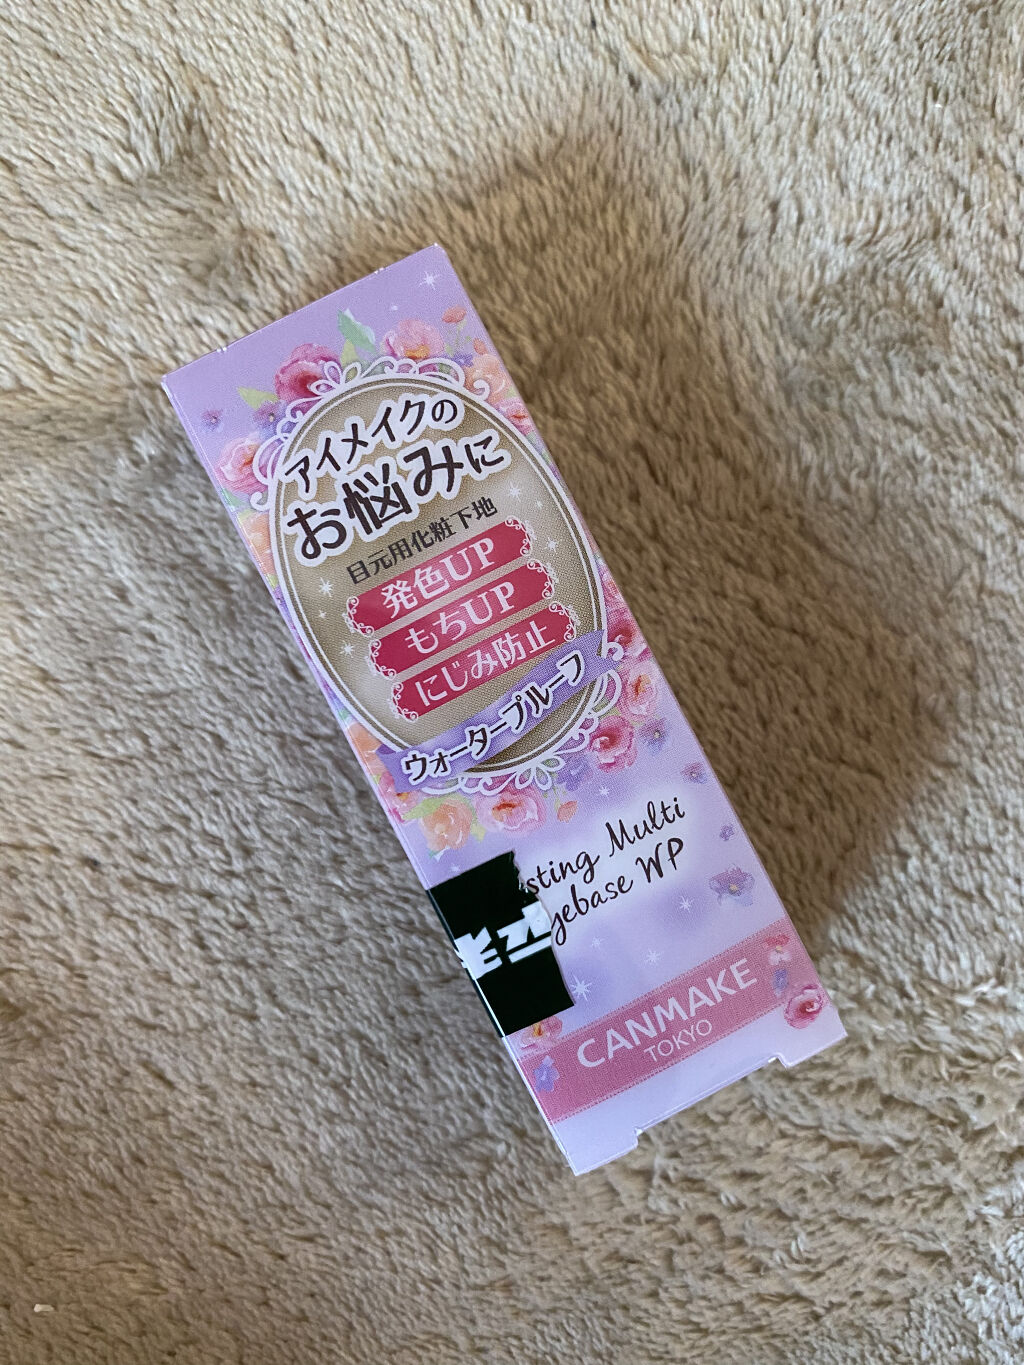 アイメイクの
お悩みに
目元用化粧下地
発色UP
もちUP
にじみ防止
ウォータープルーフ
Multi
WP
CANMAKE
TOKYO